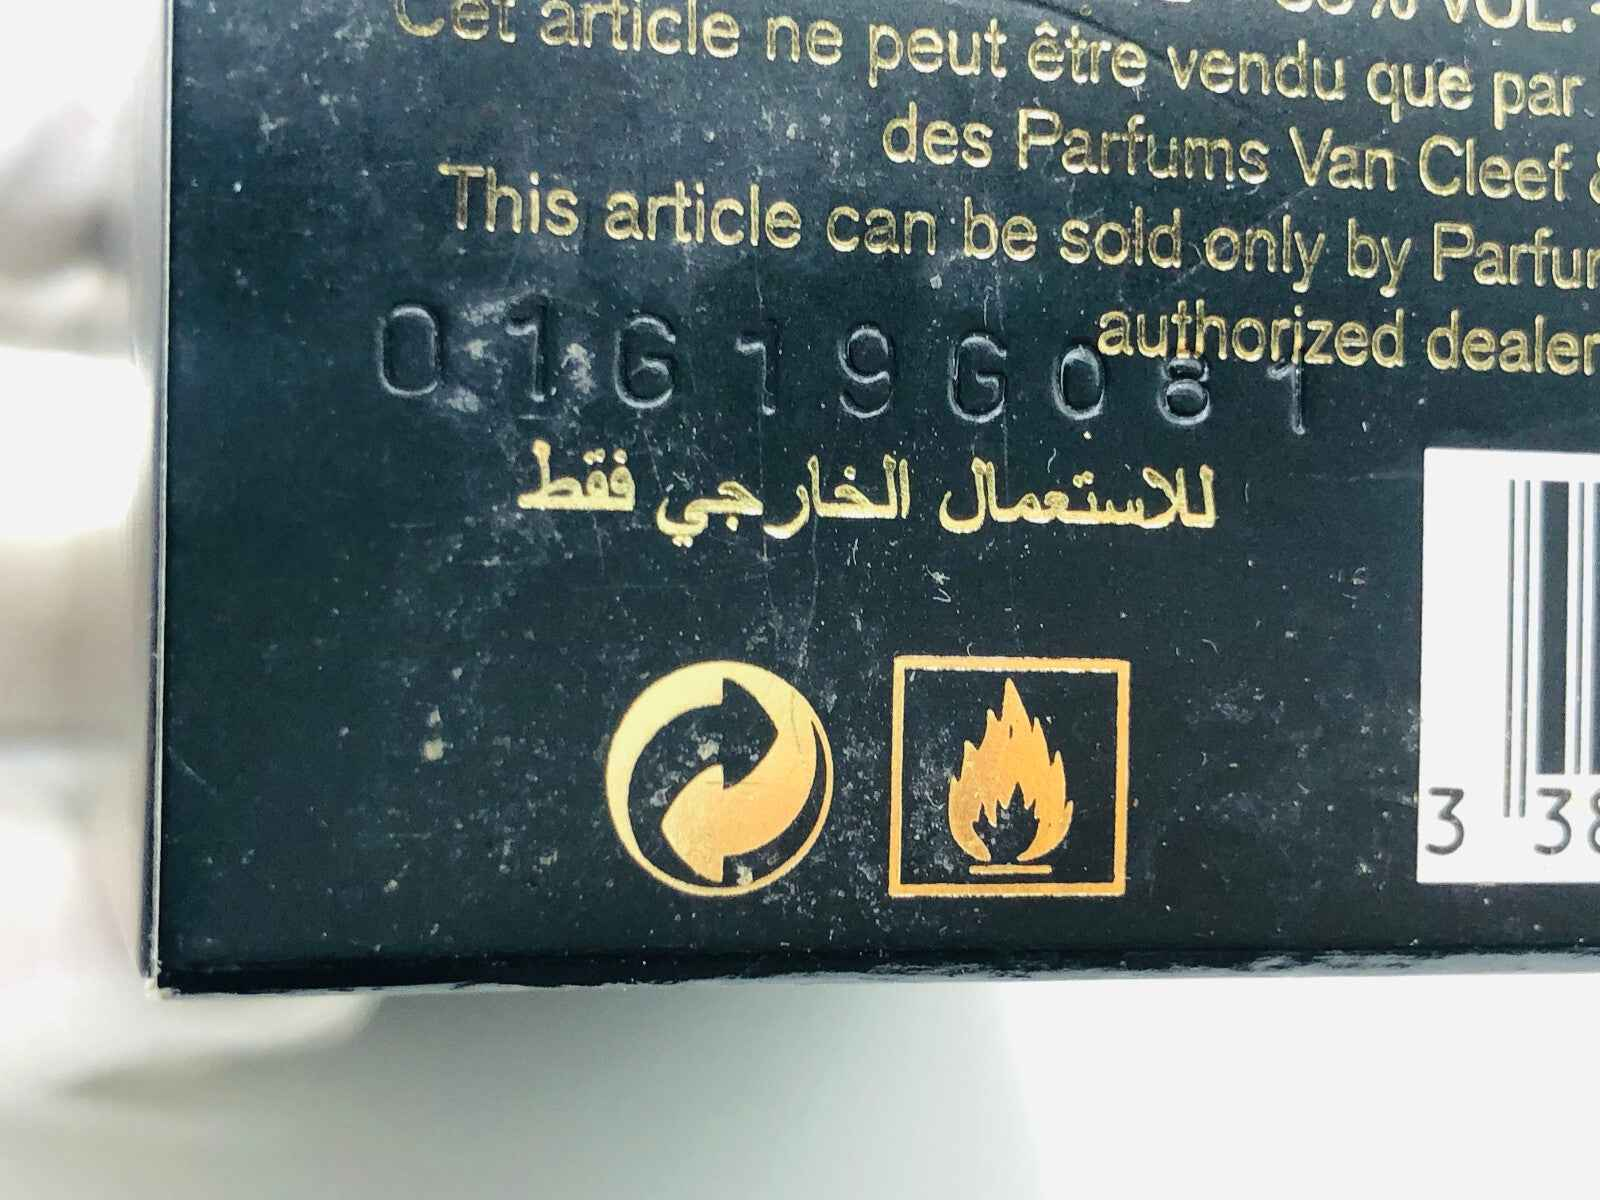 % VOL.
Cet article ne peut être vendu que par
des Parfums Van Cleef &
This article can be sold only by Parfu
authorized dealer
01G19G081
للاستعمال الخارجي فقط
3 38